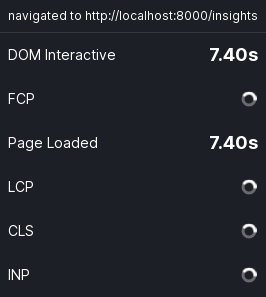 navigated to http://localhost:8000/insights
DOM Interactive 7.40s
FCP
Page Loaded 7.40s
LCP
CLS
INP